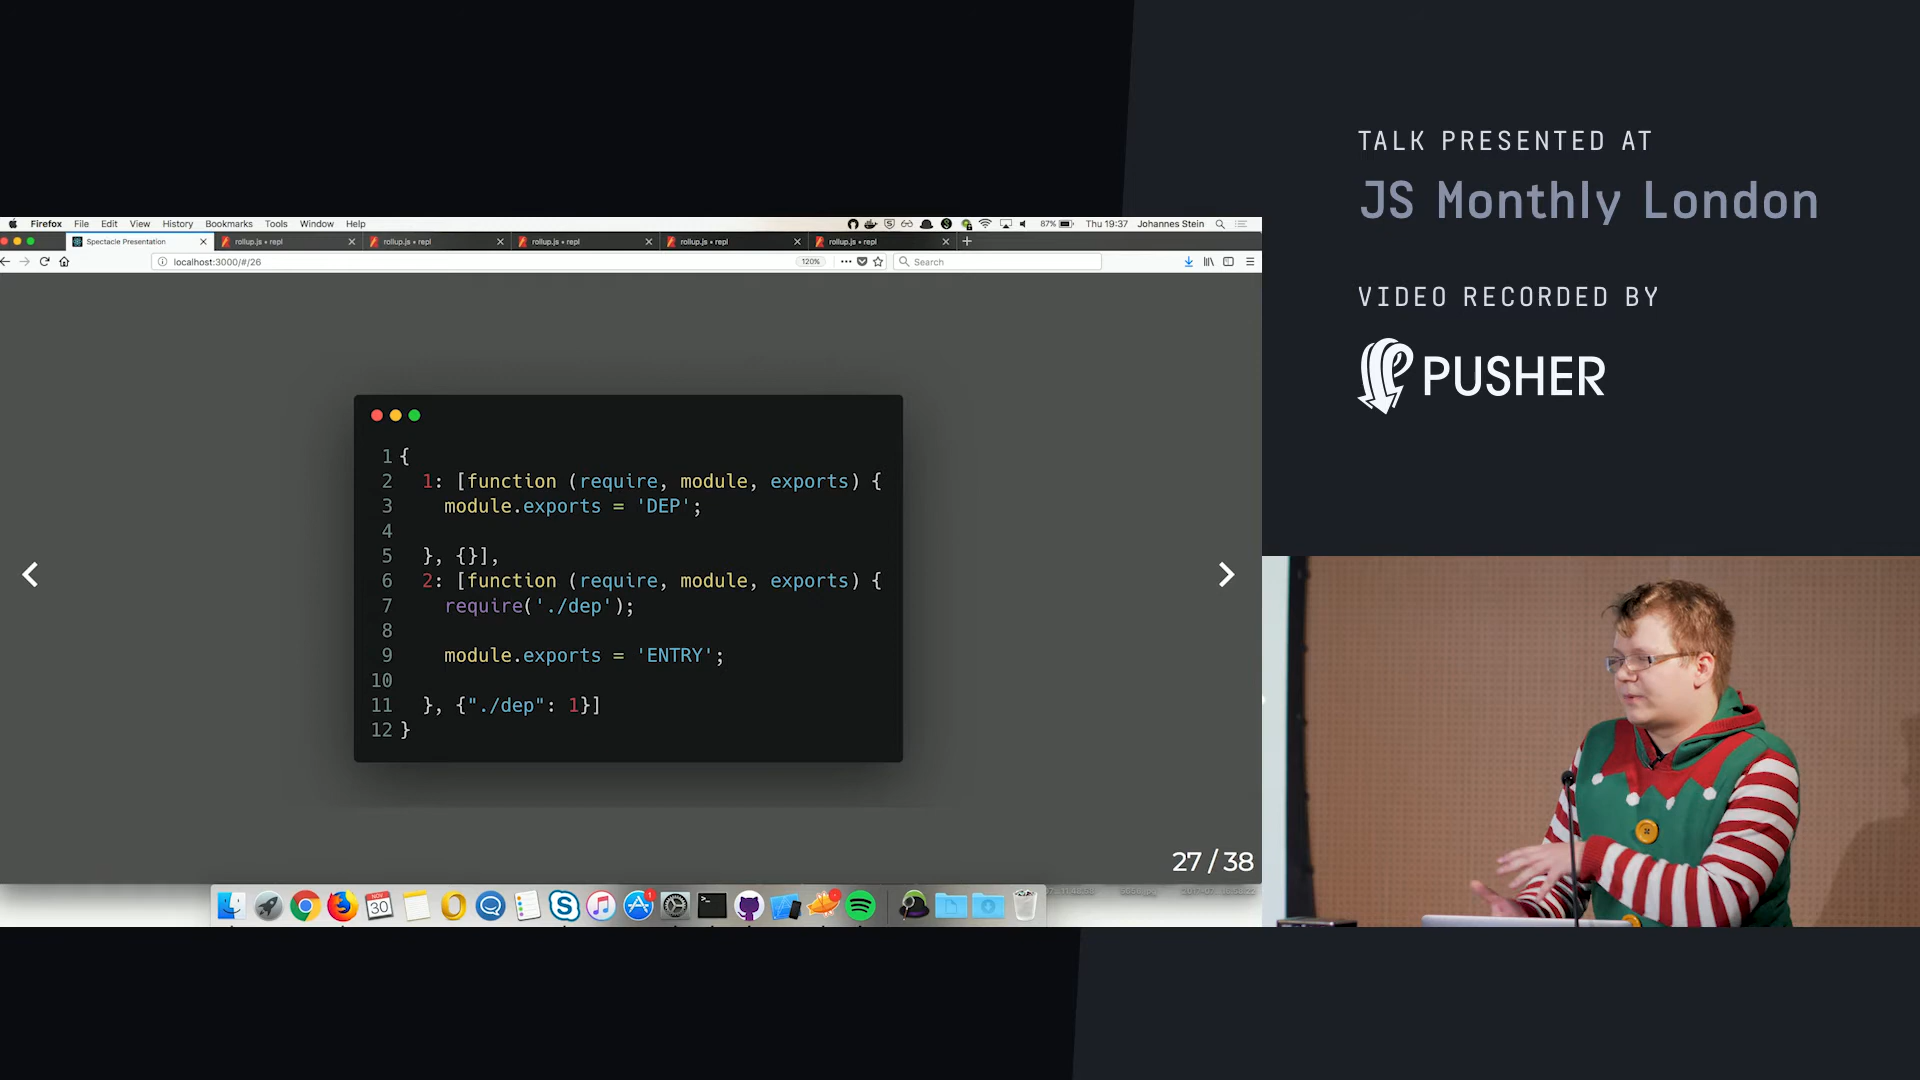 TALK PRESENTED AT
JS Monthly London
VIDEO RECORDED BY
PUSHER
Firefox File Edit View History Bookmarks Tools Window Help
87% Thu 19:37 Johannes Stein
Spectacle Presentation
rollup.js • repl
rollup.js • repl
rollup.js • repl
rollup.js • repl
rollup.js • repl
localhost:3000/#/26
120%
Search
1 {
2 1: [function (require, module, exports) {
3 module.exports = 'DEP';
4
5 }, {}],
6 2: [function (require, module, exports) {
7 require('./dep');
8
9 module.exports = 'ENTRY';
10
11 }, {"./dep": 1}]
12 }
27 / 38
NOV
30
1